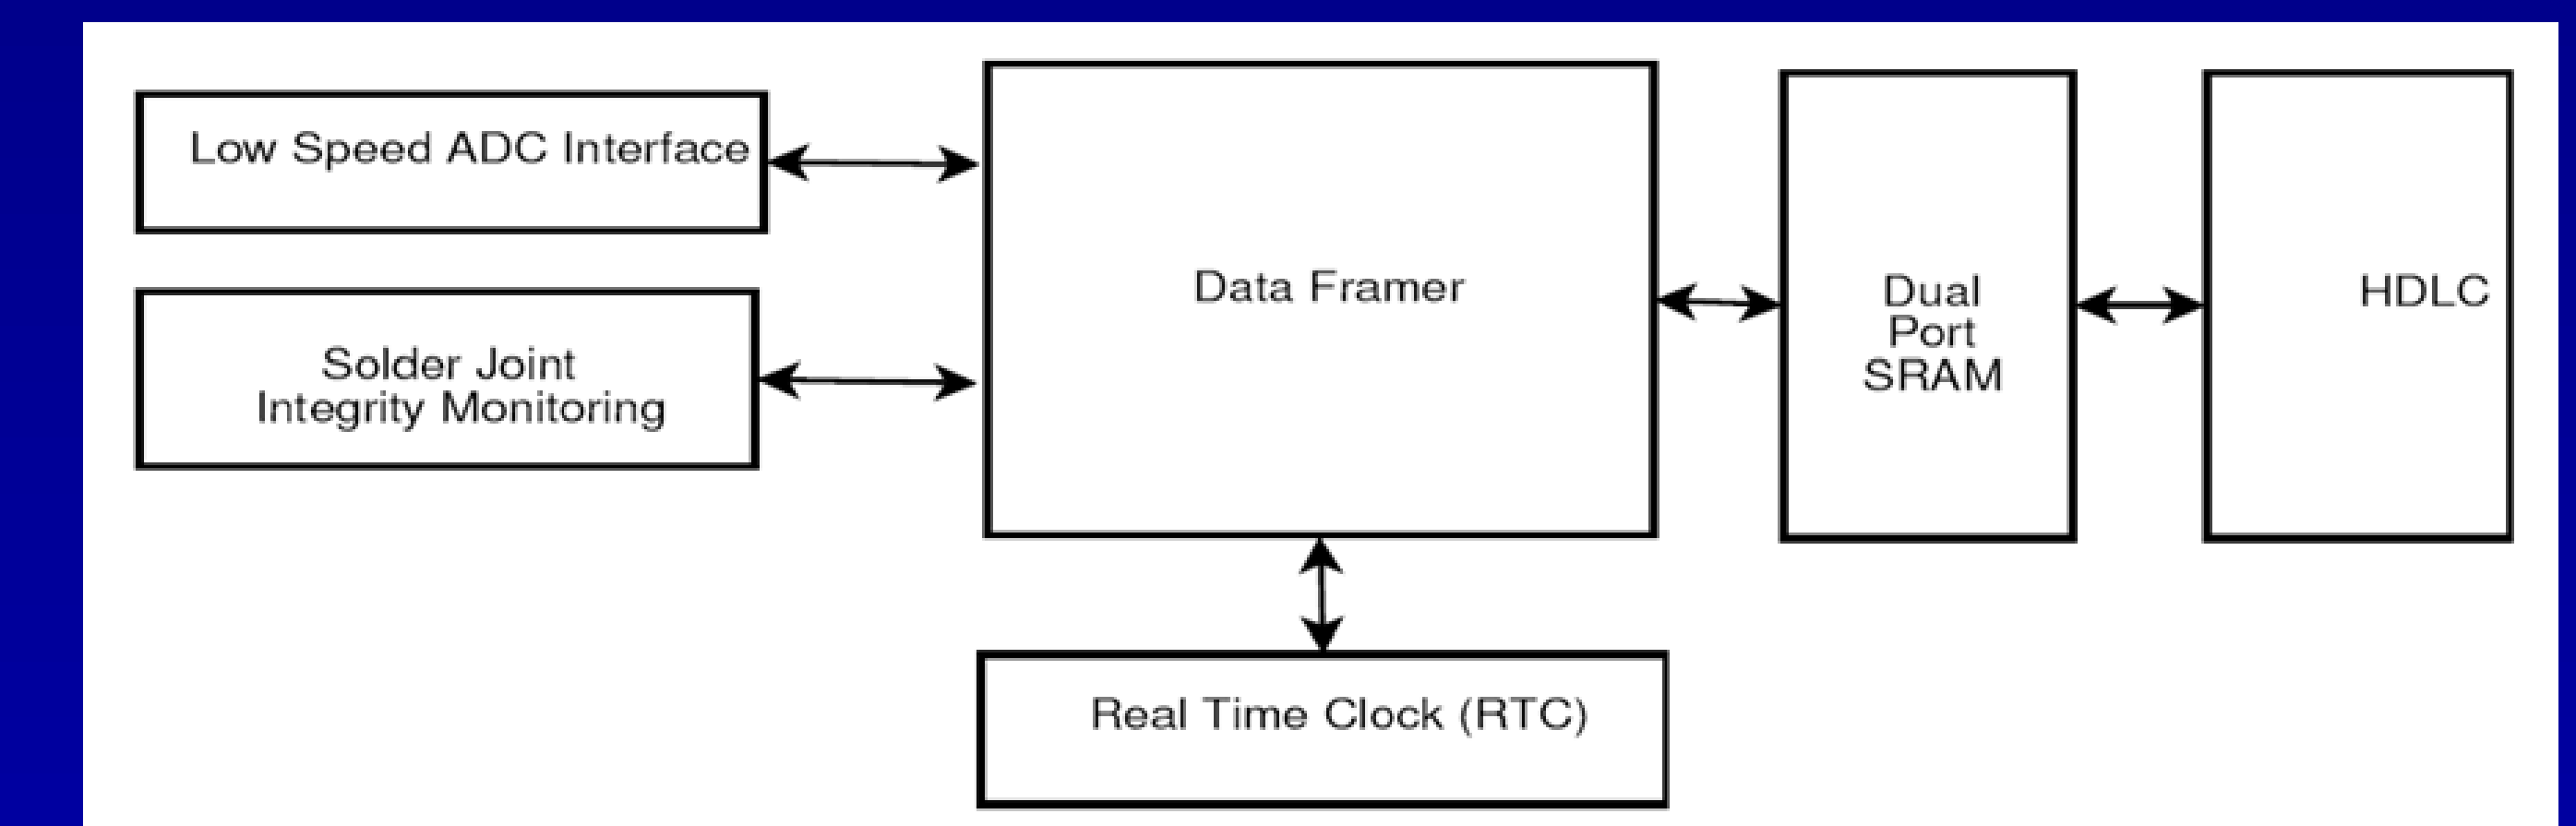 Low Speed ADC Interface
Solder Joint
Integrity Monitoring
Data Framer
Dual
Port
SRAM
HDLC
Real Time Clock (RTC)